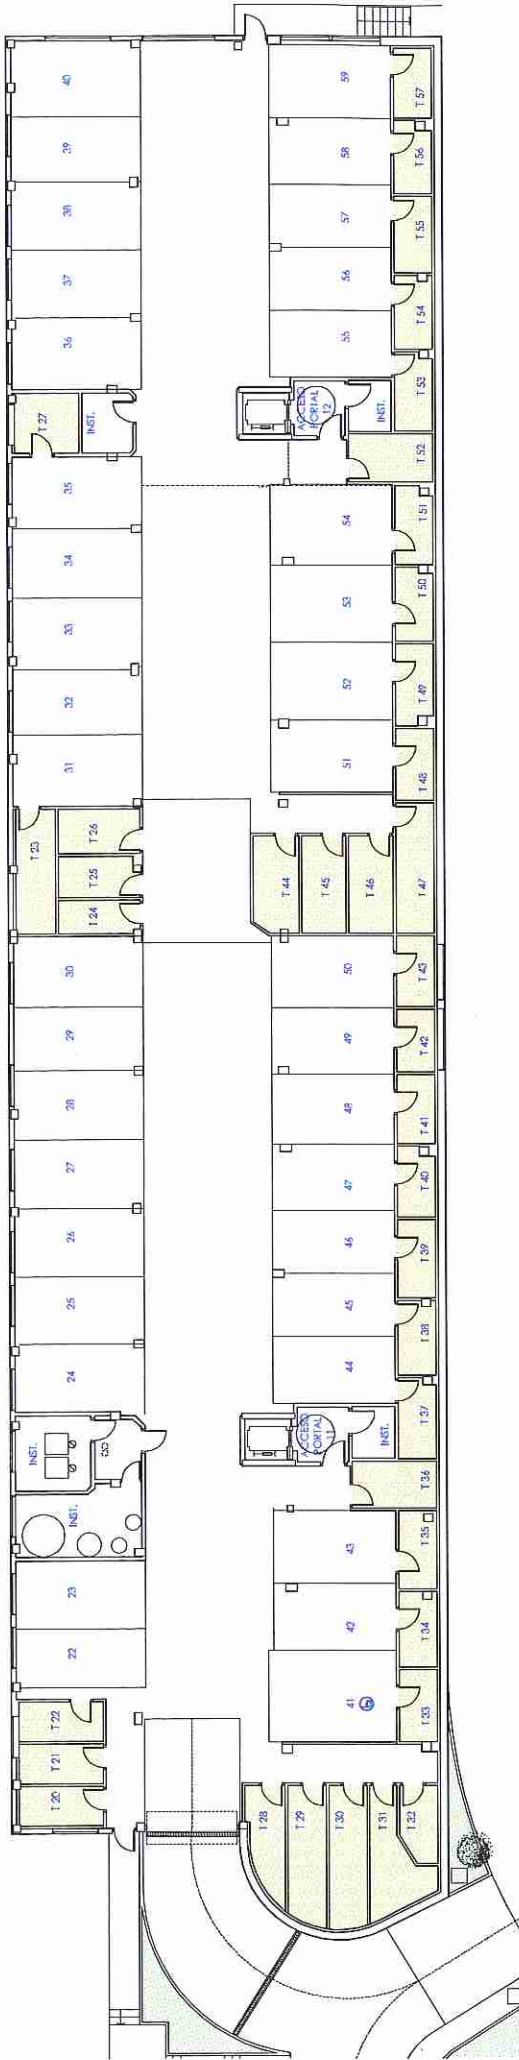 40
59
T 57
39
58
T 56
38
57
T 55
37
56
T 54
36
55
T 53
T 27
INST.
ACCESO
PORTAL
12
INST.
T 52
35
54
T 51
34
53
T 50
33
52
T 49
32
51
T 48
31
T 23
T 26
T 25
T 24
T 44
T 45
T 46
T 47
30
50
T 43
29
49
T 42
28
48
T 41
27
47
T 40
26
46
T 39
25
45
T 38
24
44
T 37
INST.
ACCESO
PORTAL
11
INST.
T 36
INST.
23
43
T 35
22
42
T 34
41
T 33
T 22
T 21
T 20
T 28
T 29
T 30
T 31
T 32